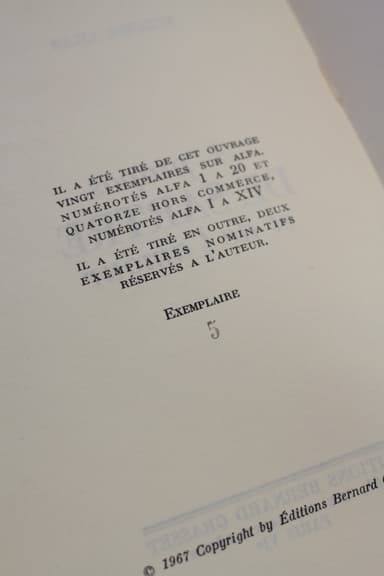 IL A ÉTÉ TIRÉ DE CET OUVRAGE
VINGT EXEMPLAIRES SUR ALFA.
NUMÉROTÉS ALFA 1 A 20 ET
QUATORZE HORS COMMERCE,
NUMÉROTÉS ALFA I A XIV
IL A ÉTÉ TIRÉ EN OUTRE, DEUX
EXEMPLAIRES NOMINATIFS
RÉSERVÉS A L'AUTEUR.
EXEMPLAIRE
5
© 1967 Copyright by Éditions Bernard